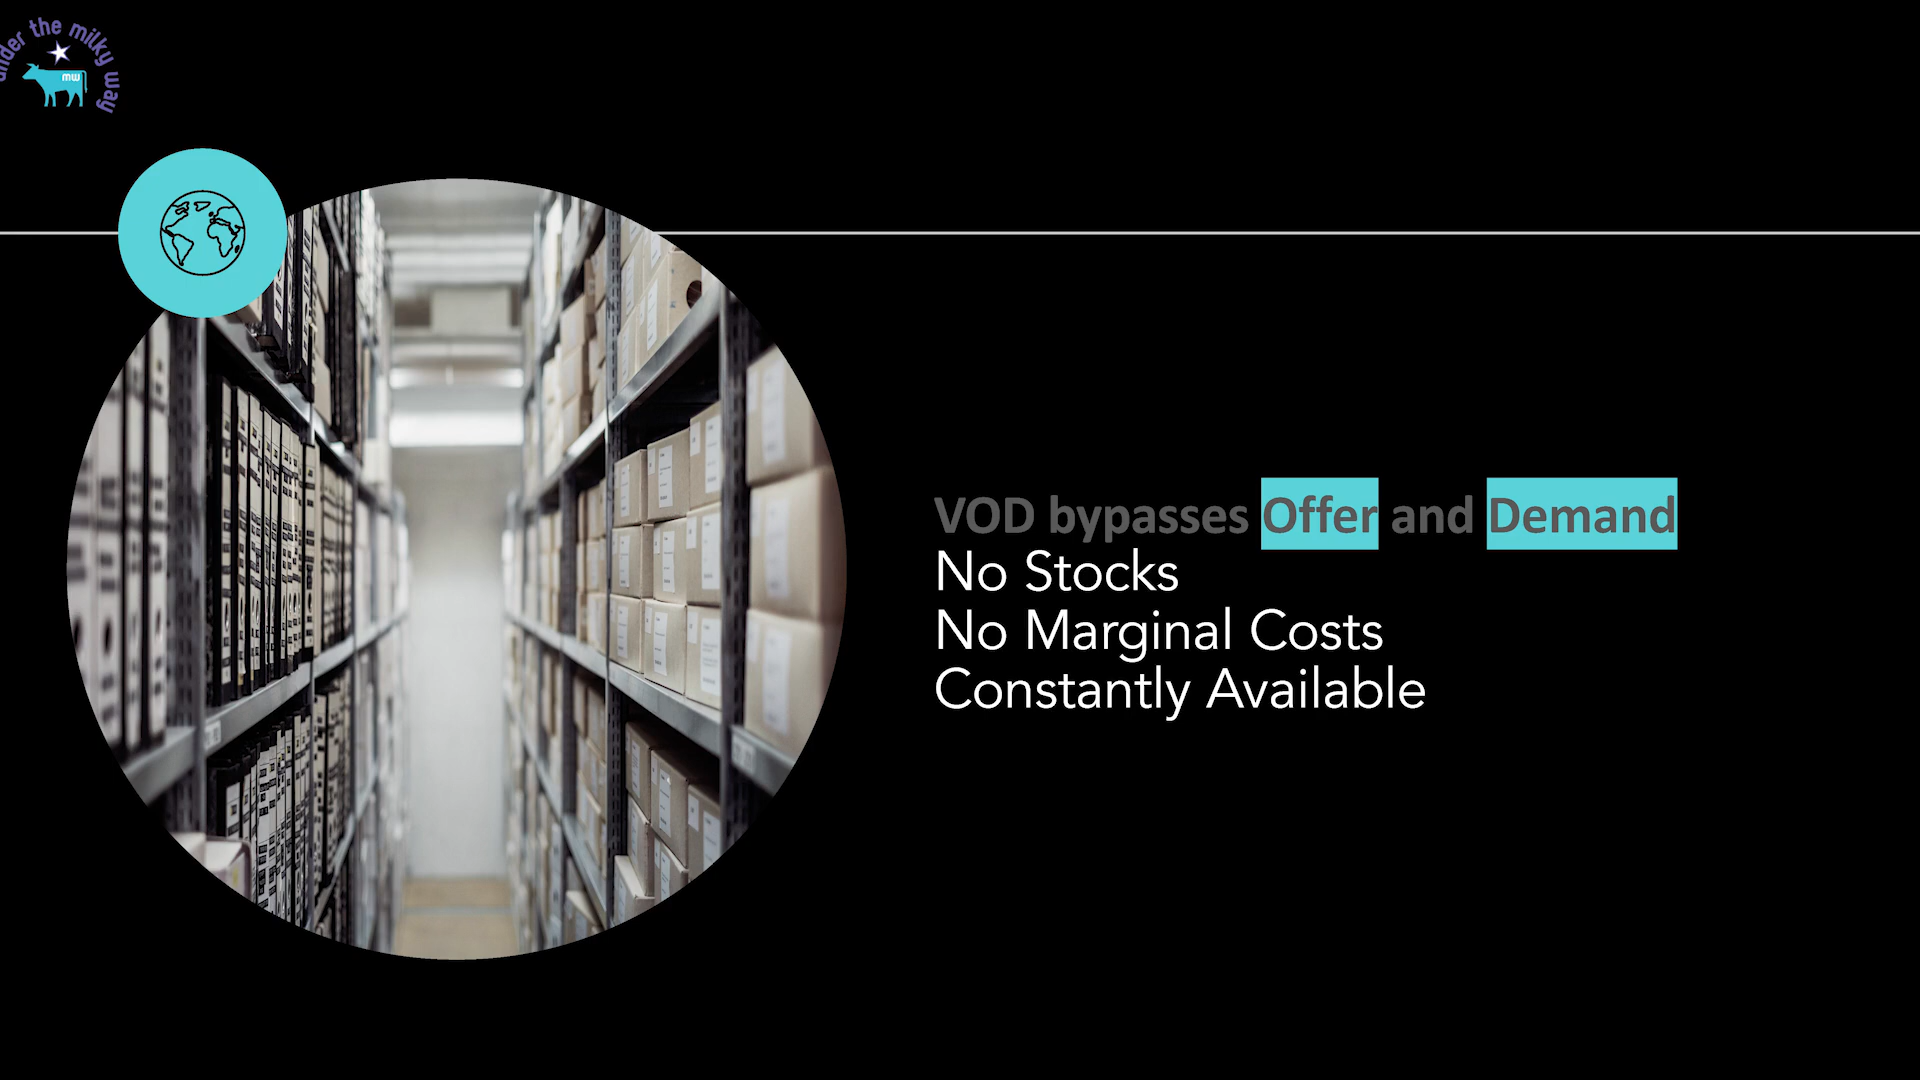 under the milky way
mw
VOD bypasses Offer and Demand
No Stocks
No Marginal Costs
Constantly Available